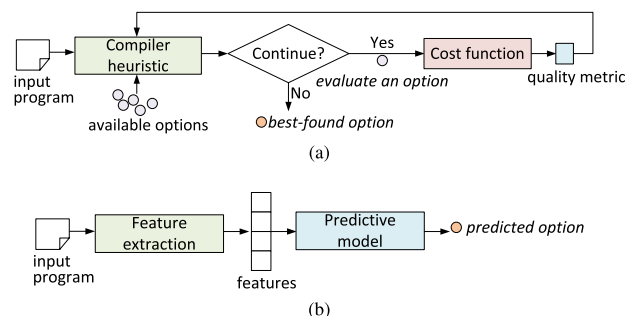 Compiler
heuristic
Continue?
Yes
Cost function
input
program
evaluate an option
quality metric
No
available options
best-found option
(a)
Feature
extraction
Predictive
model
predicted option
input
program
features
(b)